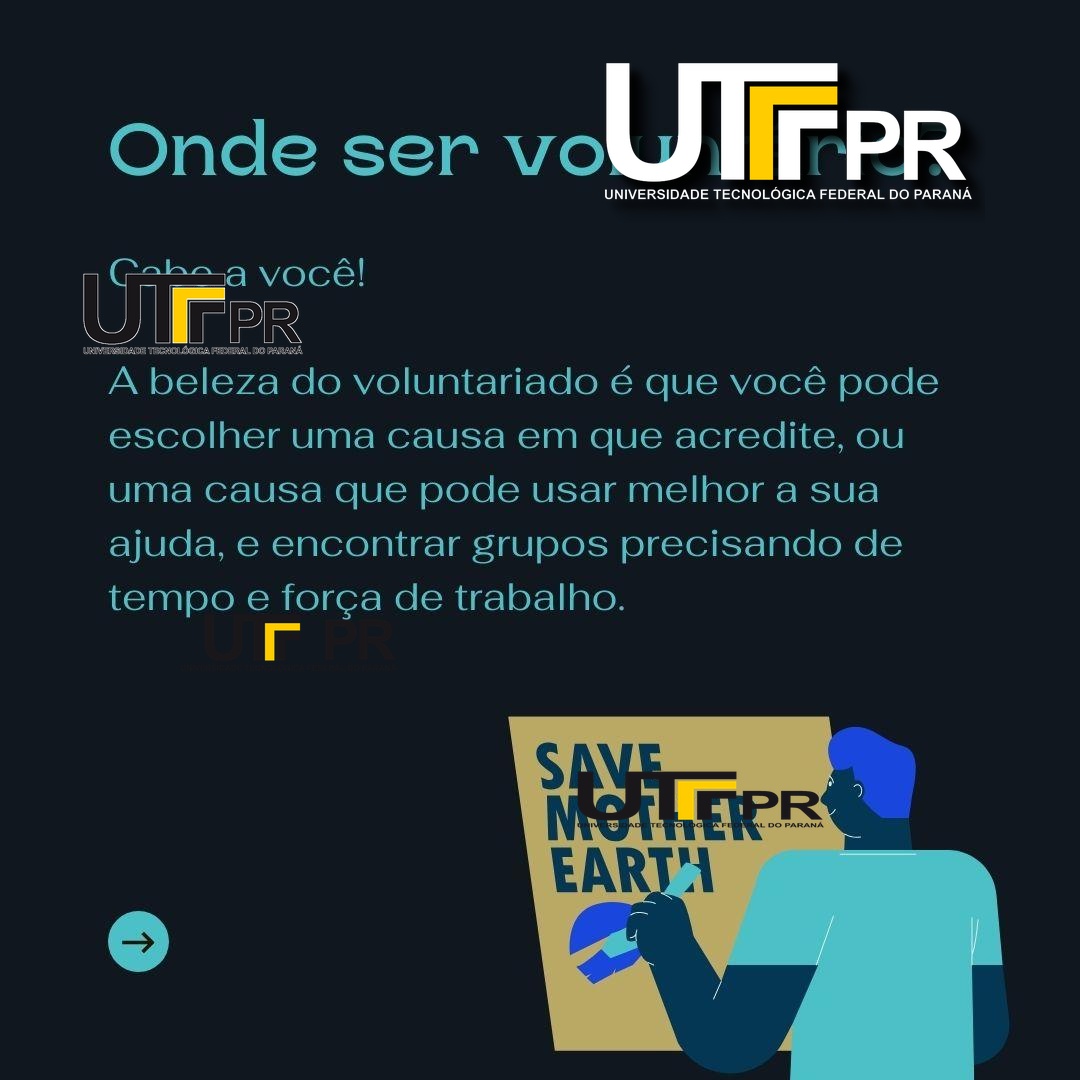 Onde ser voluntário?
UTFPR
UNIVERSIDADE TECNOLÓGICA FEDERAL DO PARANÁ
Cabe a você!
UTFPR
UNIVERSIDADE TECNOLÓGICA FEDERAL DO PARANÁ
A beleza do voluntariado é que você pode
escolher uma causa em que acredite, ou
uma causa que pode usar melhor a sua
ajuda, e encontrar grupos precisando de
tempo e força de trabalho.
UTFPR
SAVE
MOTHER
EARTH
UTFPR
UNIVERSIDADE TECNOLÓGICA FEDERAL DO PARANÁ